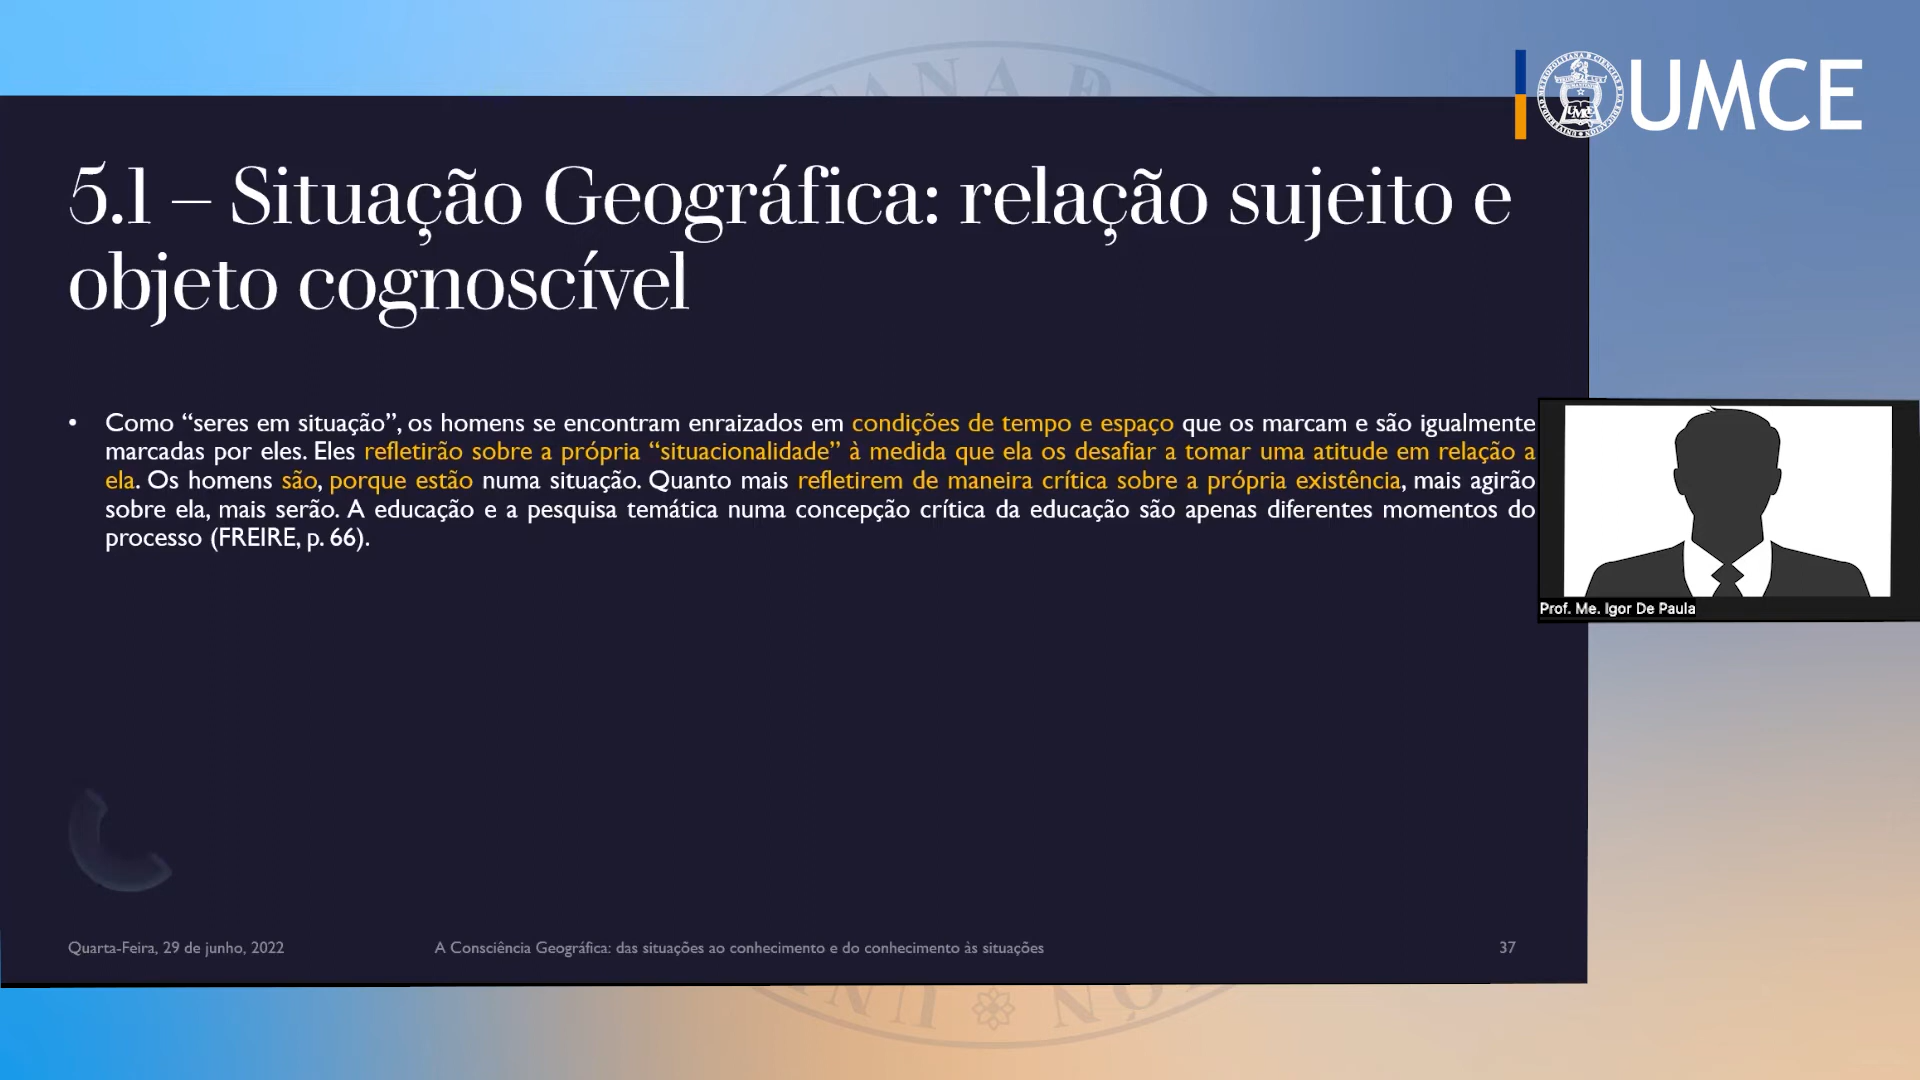 UMCE
5.1 – Situação Geográfica: relação sujeito e
objeto cognoscível
• Como “seres em situação”, os homens se encontram enraizados em condições de tempo e espaço que os marcam e são igualmente
marcadas por eles. Eles refletirão sobre a própria “situacionalidade” à medida que ela os desafiar a tomar uma atitude em relação a
ela. Os homens são, porque estão numa situação. Quanto mais refletirem de maneira crítica sobre a própria existência, mais agirão
sobre ela, mais serão. A educação e a pesquisa temática numa concepção crítica da educação são apenas diferentes momentos do
processo (FREIRE, p. 66).
Prof. Me. Igor De Paula
Quarta-Feira, 29 de junho, 2022
A Consciência Geográfica: das situações ao conhecimento e do conhecimento às situações
37